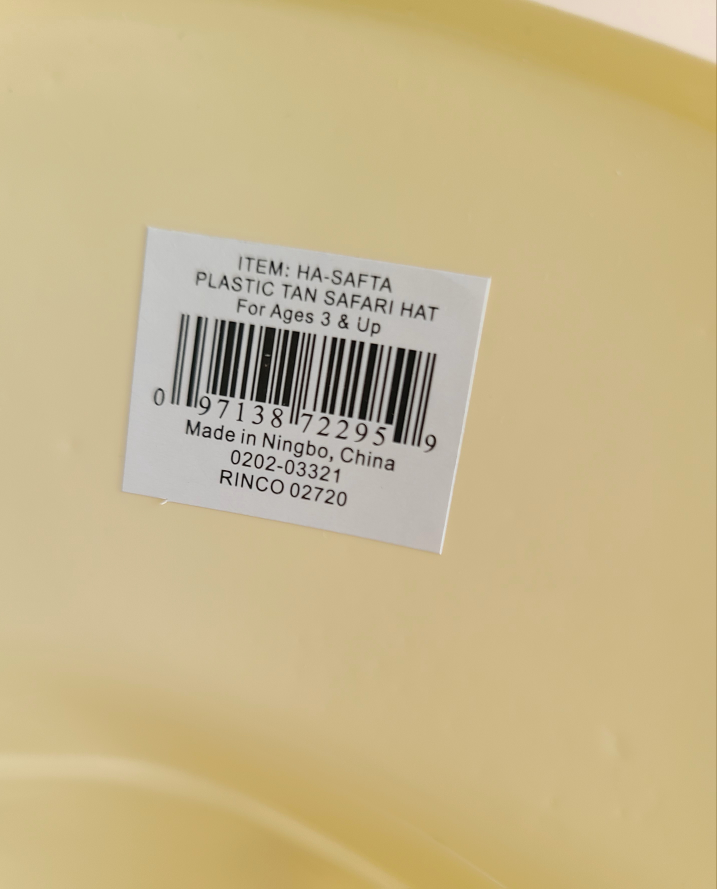 ITEM: HA-SAFTA
PLASTIC TAN SAFARI HAT
For Ages 3 & Up
0 97138 72295 9
Made in Ningbo, China
0202-03321
RINCO 02720